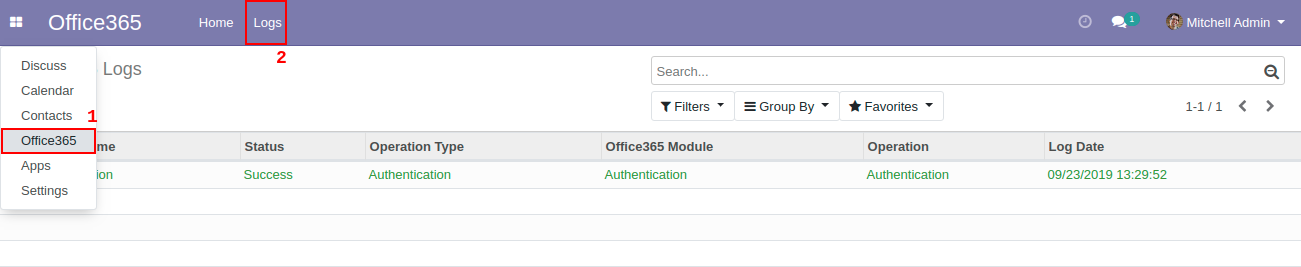 Office365 Home Logs 1 Mitchell Admin
2
Discuss
Calendar
Contacts
1
Office365
Apps
Settings
Logs
Search...
Filters Group By Favorites 1-1 / 1
Status Operation Type Office365 Module Operation Log Date
Success Authentication Authentication Authentication 09/23/2019 13:29:52